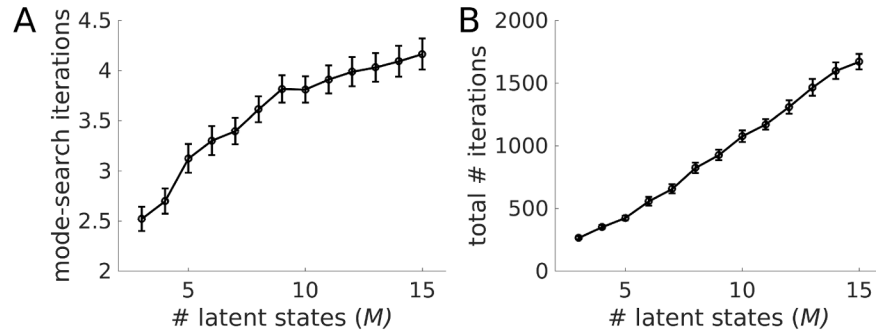 A
mode-search iterations
4.5
4
3.5
3
2.5
2
5
10
15
# latent states (M)
B
total # iterations
2000
1500
1000
500
0
5
10
15
# latent states (M)